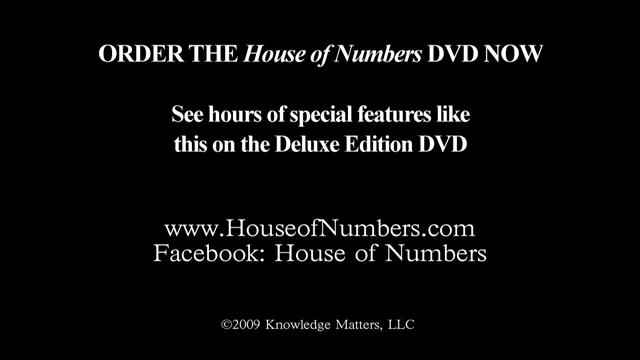 ORDER THE House of Numbers DVD NOW
See hours of special features like
this on the Deluxe Edition DVD
www.HouseofNumbers.com
Facebook: House of Numbers
©2009 Knowledge Matters, LLC